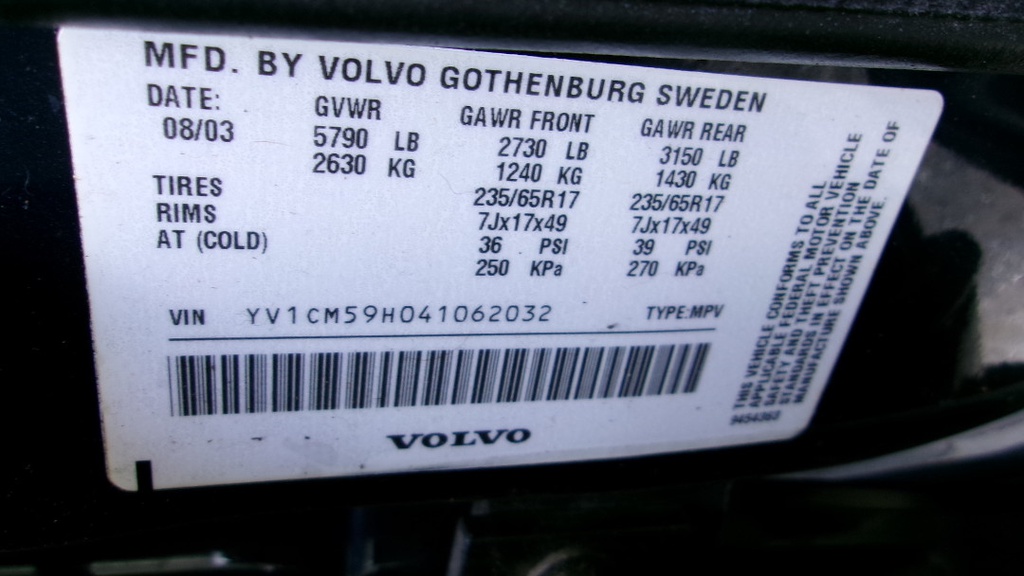 MFD. BY VOLVO GOTHENBURG SWEDEN
DATE: GVWR GAWR FRONT GAWR REAR
08/03 5790 LB 2730 LB 3150 LB
2630 KG 1240 KG 1430 KG
TIRES 235/65R17 235/65R17
RIMS 7Jx17x49 7Jx17x49
AT (COLD) 36 PSI 39 PSI
250 KPa 270 KPa
VIN YV1CM59H041062032 TYPE:MPV
VOLVO
THIS VEHICLE CONFORMS TO ALL
APPLICABLE FEDERAL MOTOR VEHICLE
SAFETY AND THEFT PREVENTION
STANDARDS IN EFFECT ON THE DATE OF
MANUFACTURE SHOWN ABOVE.
9454363